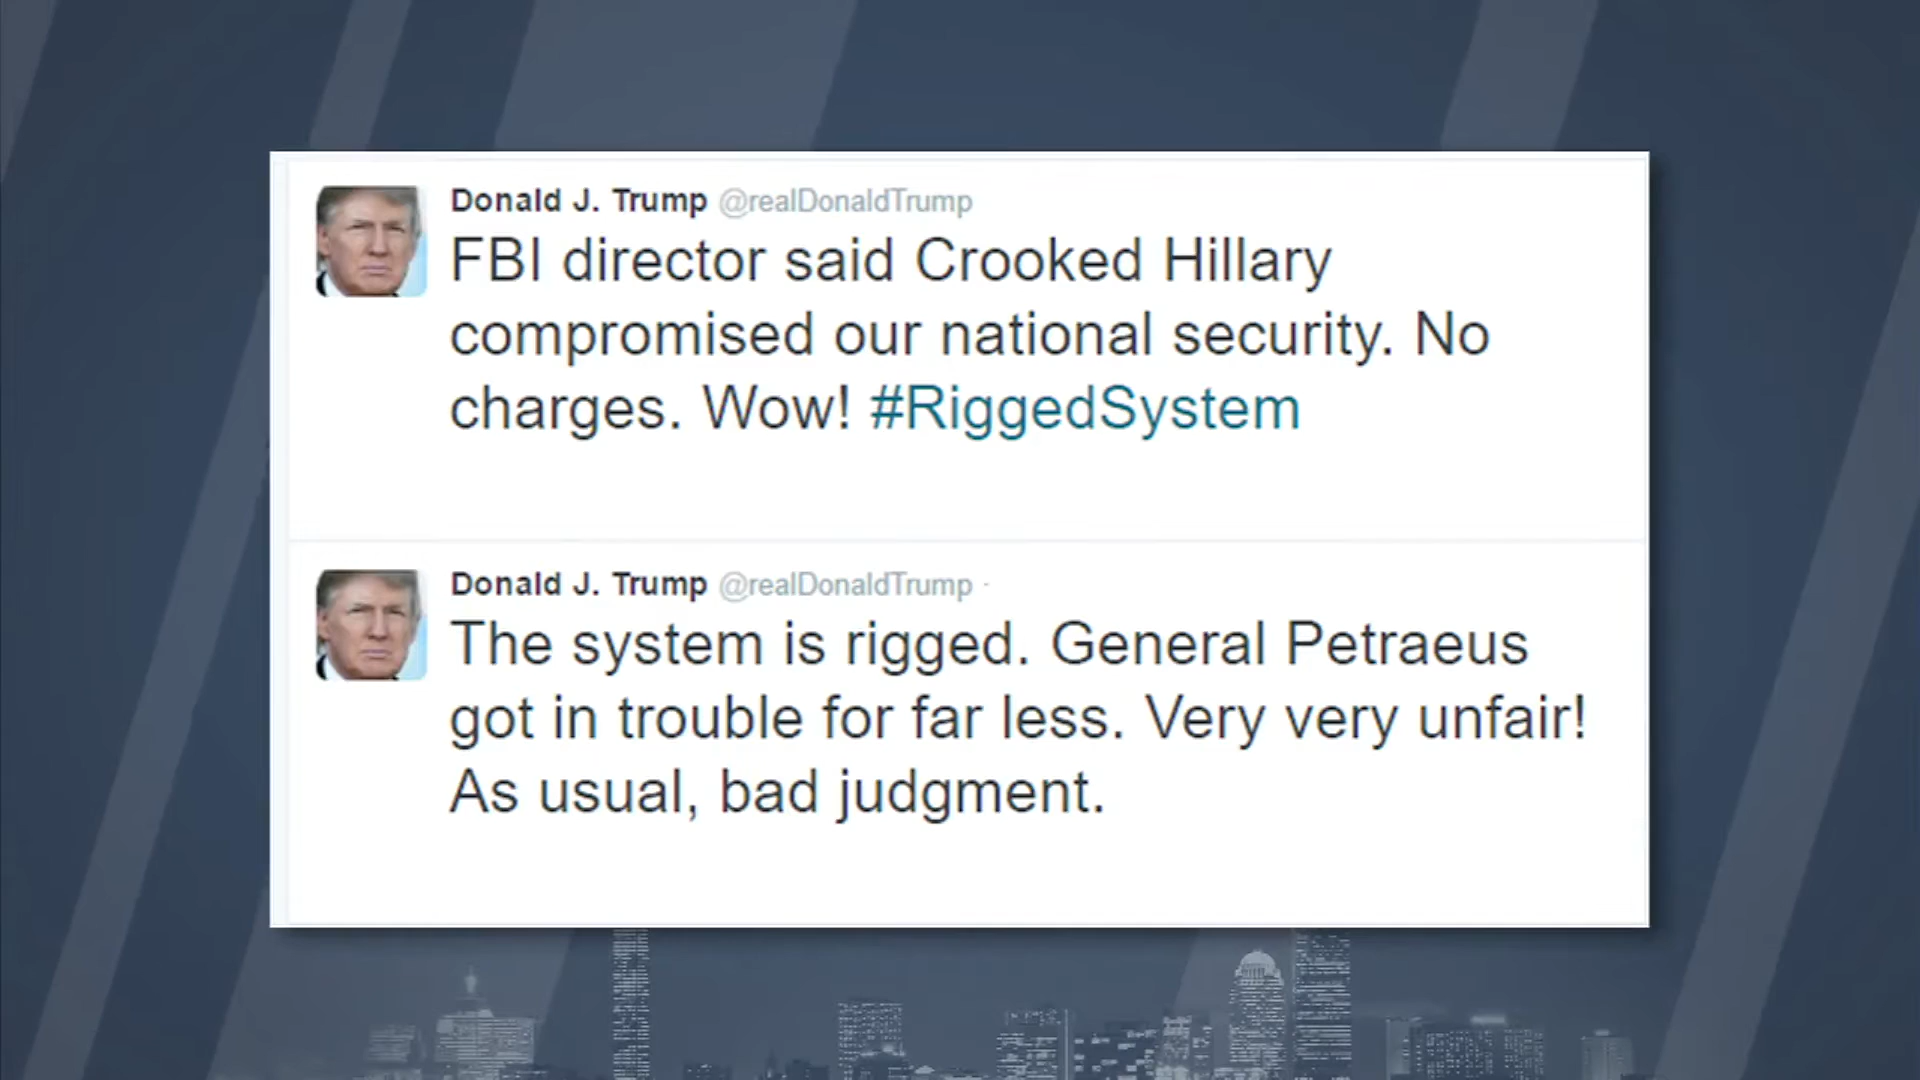 Donald J. Trump @realDonaldTrump
FBI director said Crooked Hillary
compromised our national security. No
charges. Wow! #RiggedSystem
Donald J. Trump @realDonaldTrump ·
The system is rigged. General Petraeus
got in trouble for far less. Very very unfair!
As usual, bad judgment.